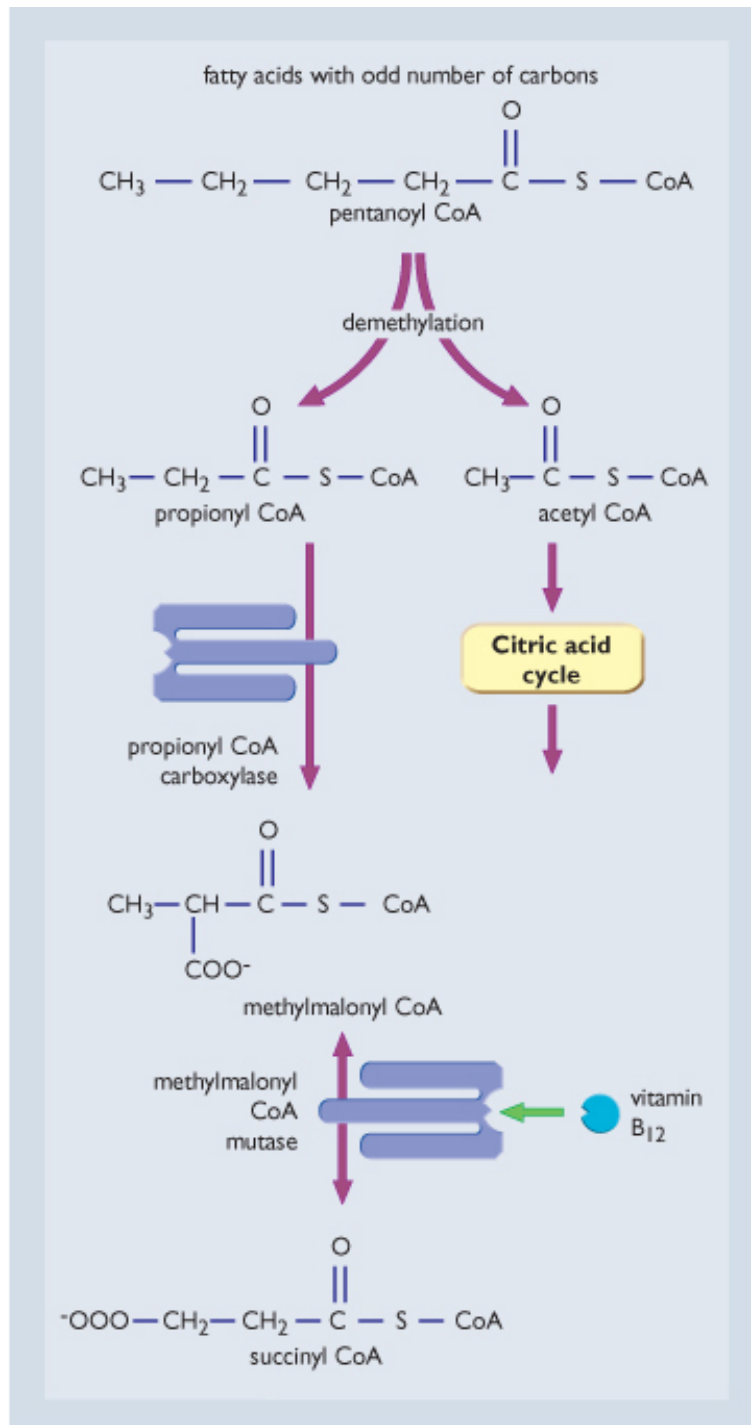 fatty acids with odd number of carbons
O
CH3 — CH2 — CH2 — CH2 — C — S — CoA
pentanoyl CoA
demethylation
O
CH3 — CH2 — C — S — CoA
propionyl CoA
O
CH3 — C — S — CoA
acetyl CoA
Citric acid
cycle
propionyl CoA
carboxylase
O
CH3 — CH — C — S — CoA
COO-
methylmalonyl CoA
methylmalonyl
CoA
mutase
vitamin
B12
O
-OOO — CH2 — CH2 — C — S — CoA
succinyl CoA